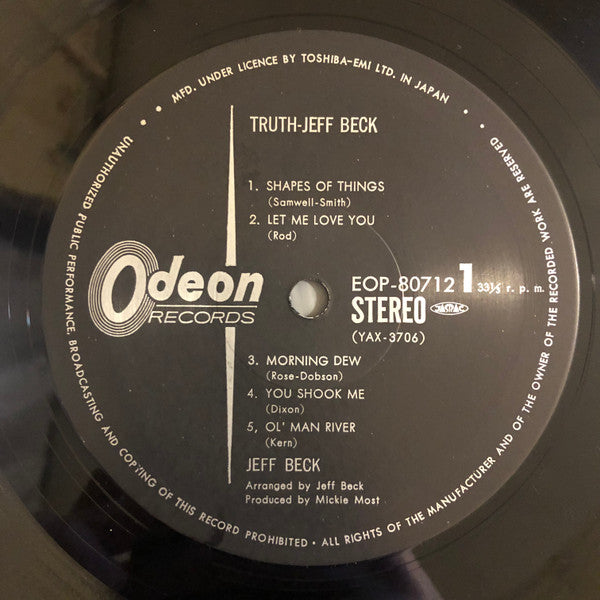 MFD. UNDER LICENCE BY TOSHIBA-EMI LTD. IN JAPAN
TRUTH-JEFF BECK
1. SHAPES OF THINGS
(Samwell-Smith)
2. LET ME LOVE YOU
(Rod)
Odeon
RECORDS
EOP-80712 1 33⅓ r. p. m.
STEREO
(YAX-3706)
3. MORNING DEW
(Rose-Dobson)
4. YOU SHOOK ME
(Dixon)
5, OL' MAN RIVER
(Kern)
JEFF BECK
Arranged by Jeff Beck
Produced by Mickie Most
UNAUTHORIZED PUBLIC PERFORMANCE, BROADCASTING AND COPYING OF THIS RECORD PROHIBITED • ALL RIGHTS OF THE MANUFACTURER AND OF THE OWNER OF THE RECORDED WORK ARE RESERVED